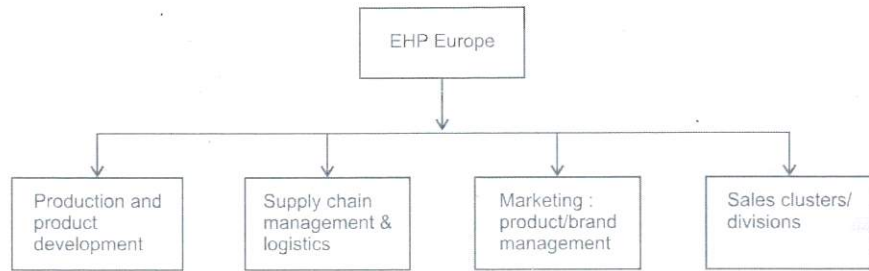 EHP Europe
Production and
product
development
Supply chain
management &
logistics
Marketing :
product/brand
management
Sales clusters/
divisions